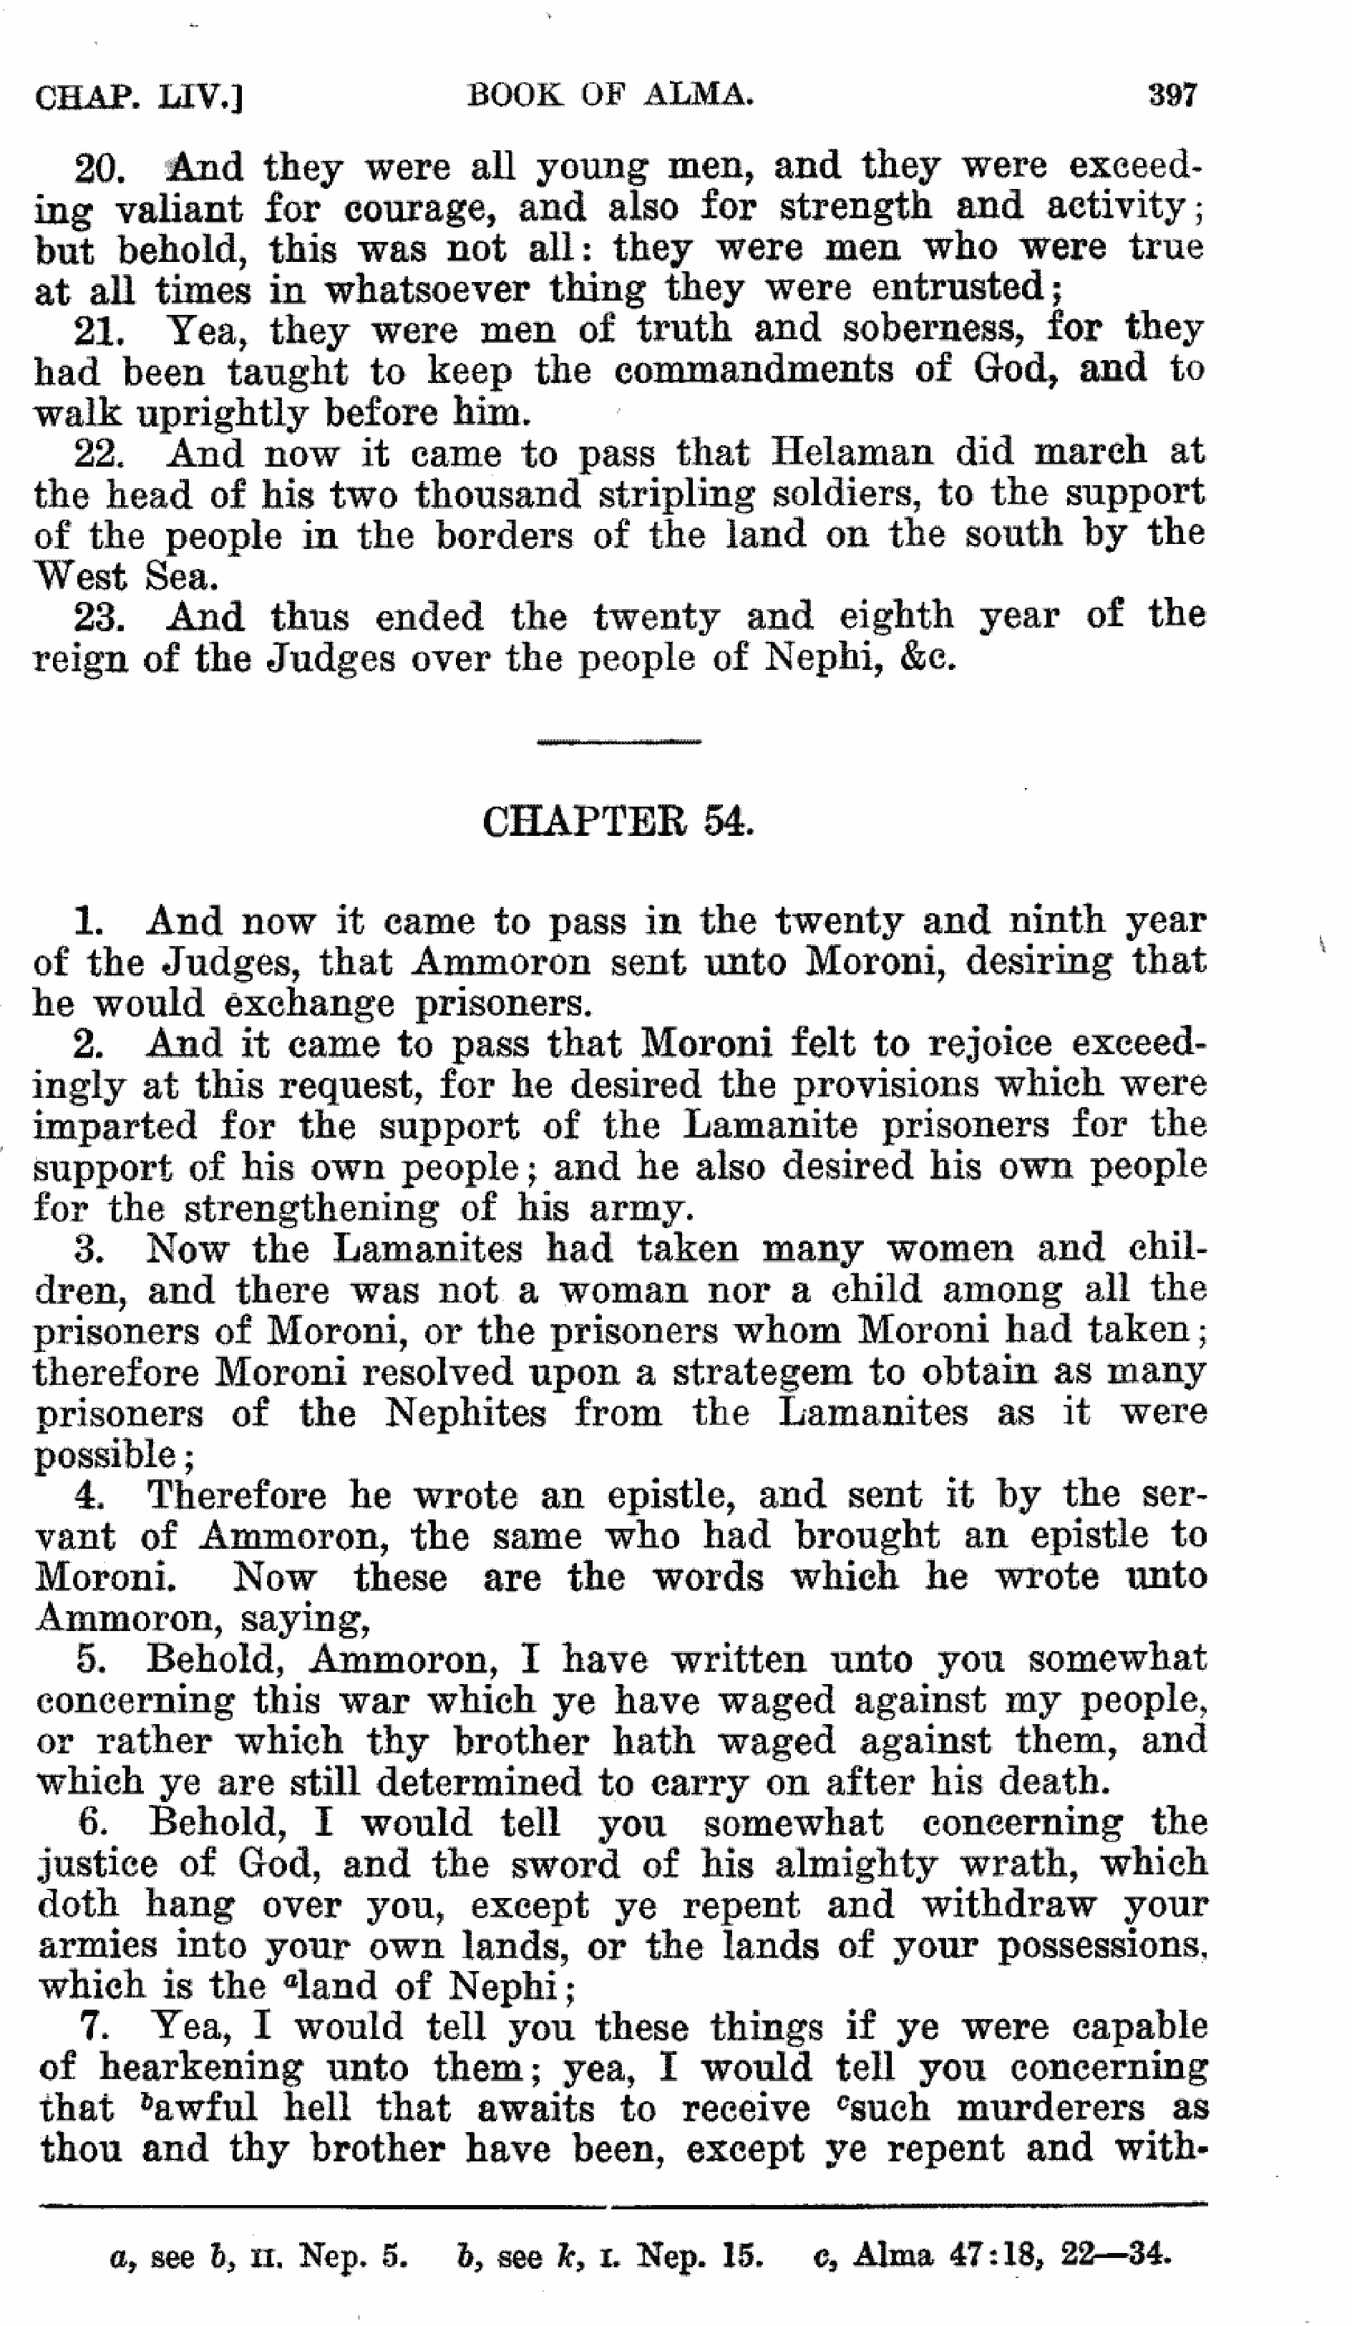 CHAP. LIV.] BOOK OF ALMA. 397
20. And they were all young men, and they were exceed-
ing valiant for courage, and also for strength and activity;
but behold, this was not all: they were men who were true
at all times in whatsoever thing they were entrusted;
21. Yea, they were men of truth and soberness, for they
had been taught to keep the commandments of God, and to
walk uprightly before him.
22. And now it came to pass that Helaman did march at
the head of his two thousand stripling soldiers, to the support
of the people in the borders of the land on the south by the
West Sea.
23. And thus ended the twenty and eighth year of the
reign of the Judges over the people of Nephi, &c.
CHAPTER 54.
1. And now it came to pass in the twenty and ninth year
of the Judges, that Ammoron sent unto Moroni, desiring that
he would exchange prisoners.
2. And it came to pass that Moroni felt to rejoice exceed-
ingly at this request, for he desired the provisions which were
imparted for the support of the Lamanite prisoners for the
support of his own people; and he also desired his own people
for the strengthening of his army.
3. Now the Lamanites had taken many women and chil-
dren, and there was not a woman nor a child among all the
prisoners of Moroni, or the prisoners whom Moroni had taken;
therefore Moroni resolved upon a strategem to obtain as many
prisoners of the Nephites from the Lamanites as it were
possible;
4. Therefore he wrote an epistle, and sent it by the ser-
vant of Ammoron, the same who had brought an epistle to
Moroni. Now these are the words which he wrote unto
Ammoron, saying,
5. Behold, Ammoron, I have written unto you somewhat
concerning this war which ye have waged against my people,
or rather which thy brother hath waged against them, and
which ye are still determined to carry on after his death.
6. Behold, I would tell you somewhat concerning the
justice of God, and the sword of his almighty wrath, which
doth hang over you, except ye repent and withdraw your
armies into your own lands, or the lands of your possessions,
which is the ᵃland of Nephi;
7. Yea, I would tell you these things if ye were capable
of hearkening unto them; yea, I would tell you concerning
that ᵇawful hell that awaits to receive ᶜsuch murderers as
thou and thy brother have been, except ye repent and with-
a, see b, II. Nep. 5. b, see k, I. Nep. 15. c, Alma 47:18, 22—34.